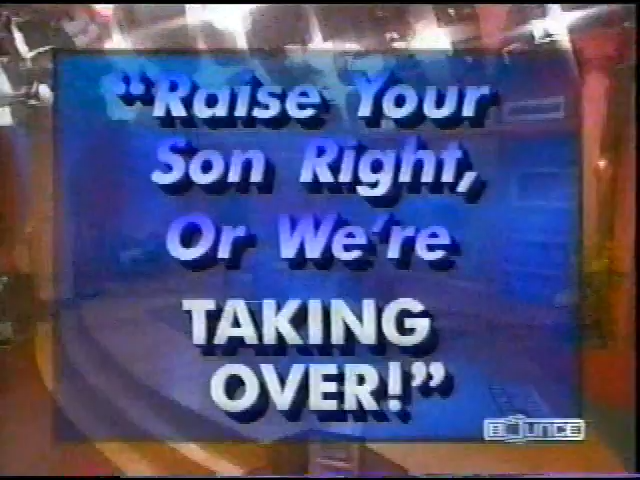 “Raise Your
Son Right,
Or We're
TAKING
OVER!”
BOUNCE